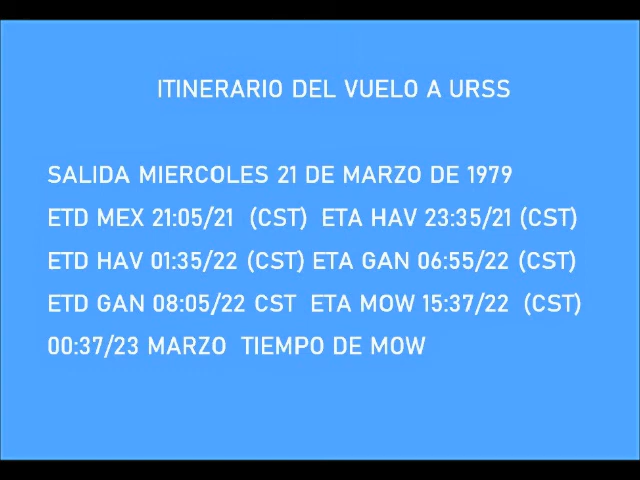 ITINERARIO DEL VUELO A URSS
SALIDA MIERCOLES 21 DE MARZO DE 1979
ETD MEX 21:05/21 (CST) ETA HAV 23:35/21 (CST)
ETD HAV 01:35/22 (CST) ETA GAN 06:55/22 (CST)
ETD GAN 08:05/22 CST ETA MOW 15:37/22 (CST)
00:37/23 MARZO TIEMPO DE MOW